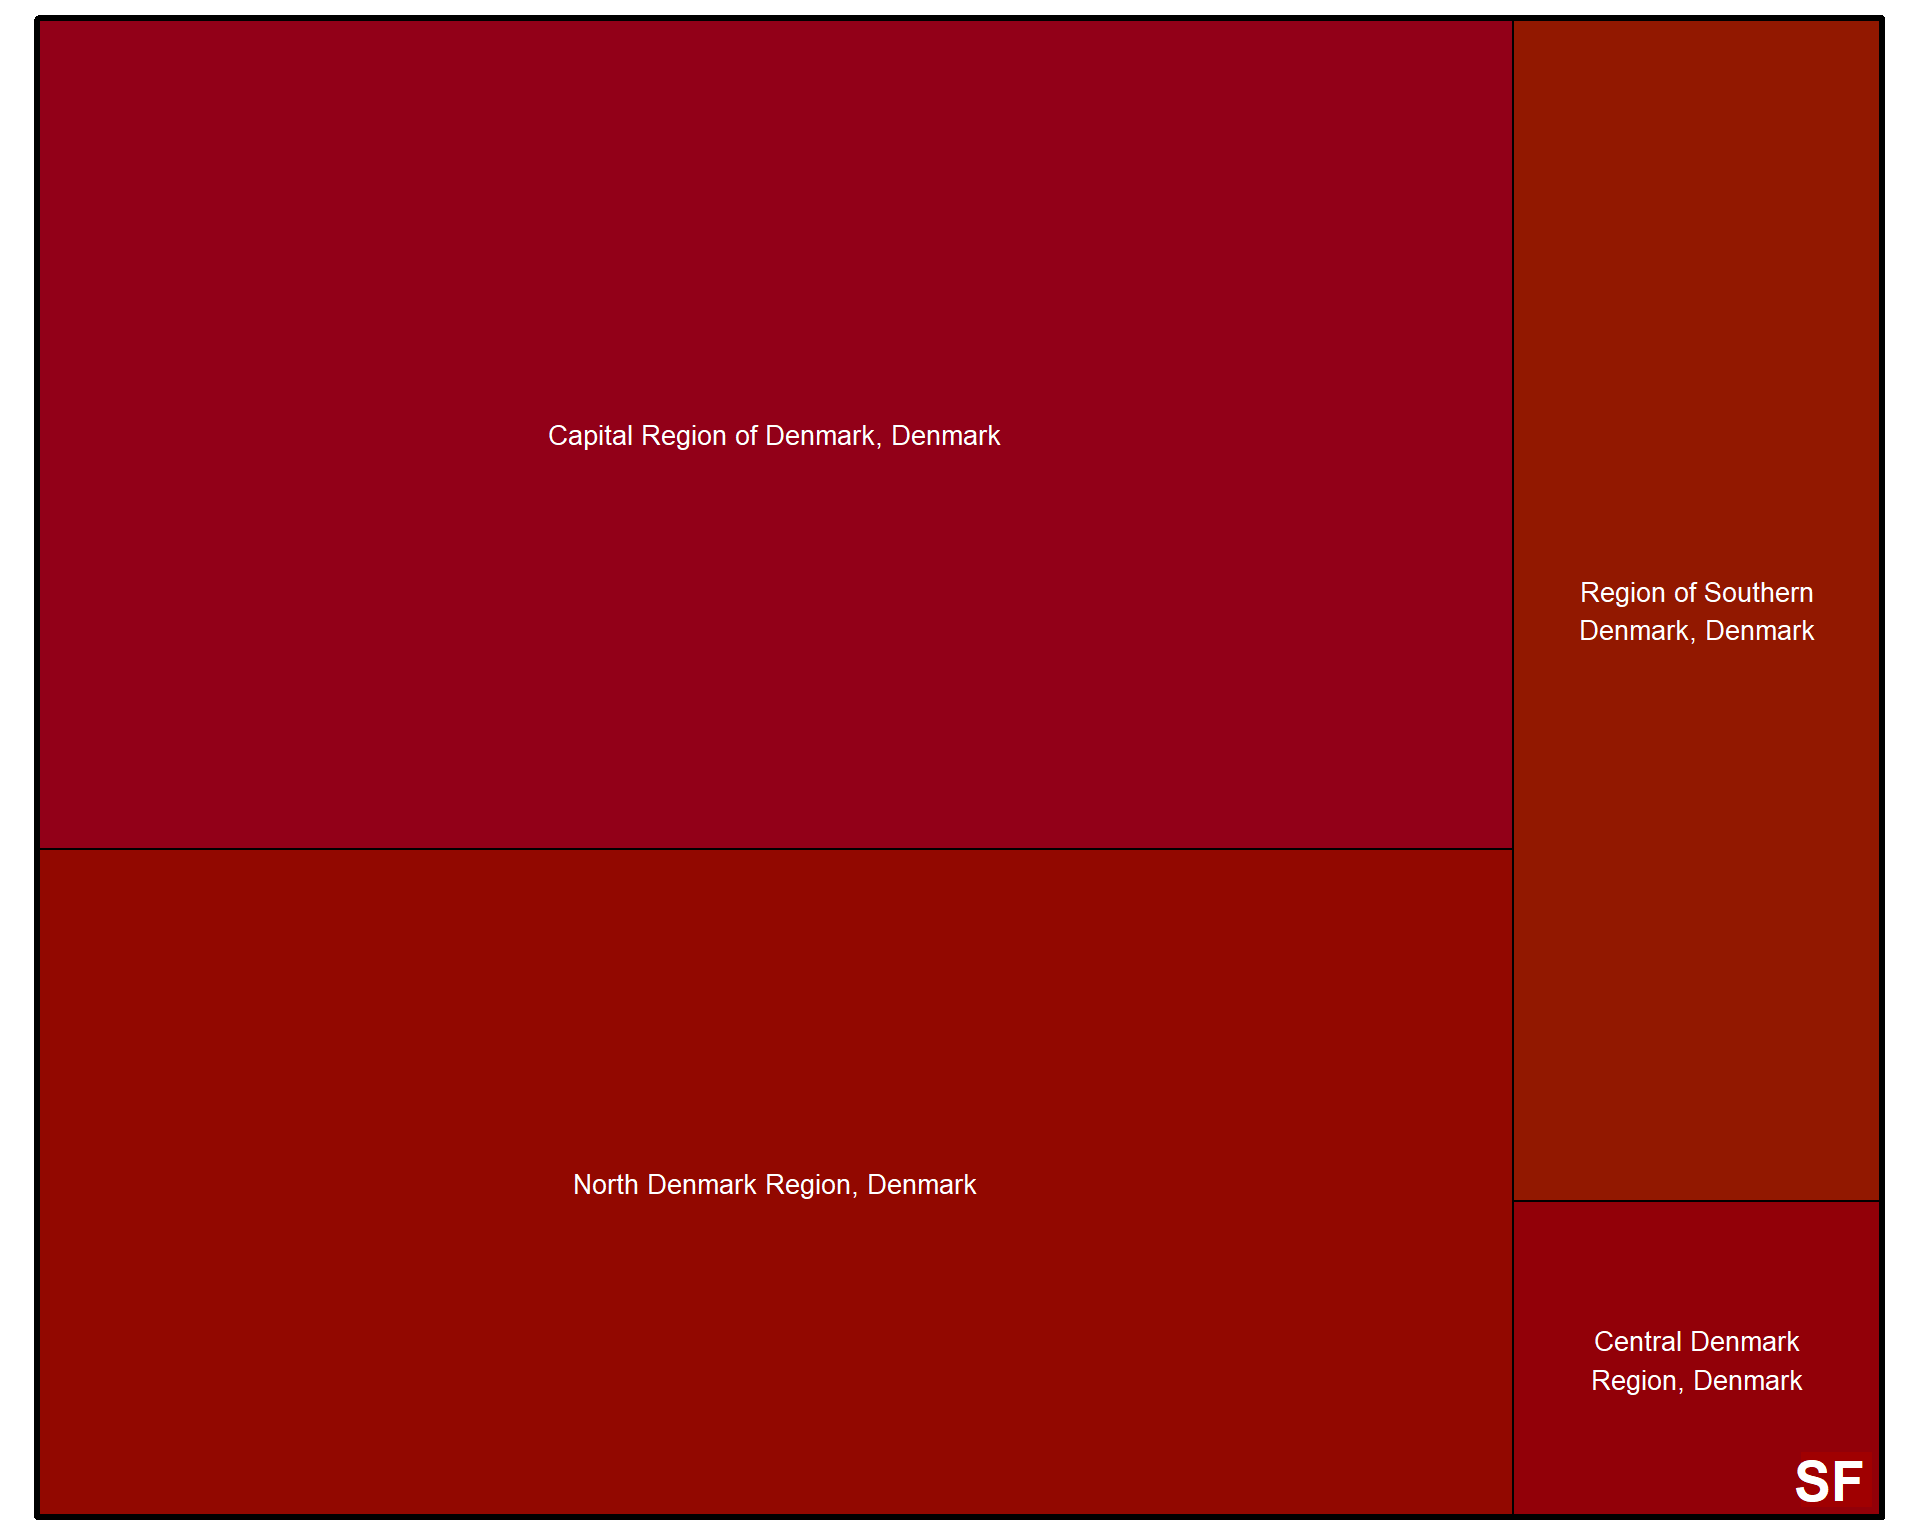 Capital Region of Denmark, Denmark
Region of Southern
Denmark, Denmark
North Denmark Region, Denmark
Central Denmark
Region, Denmark
SF